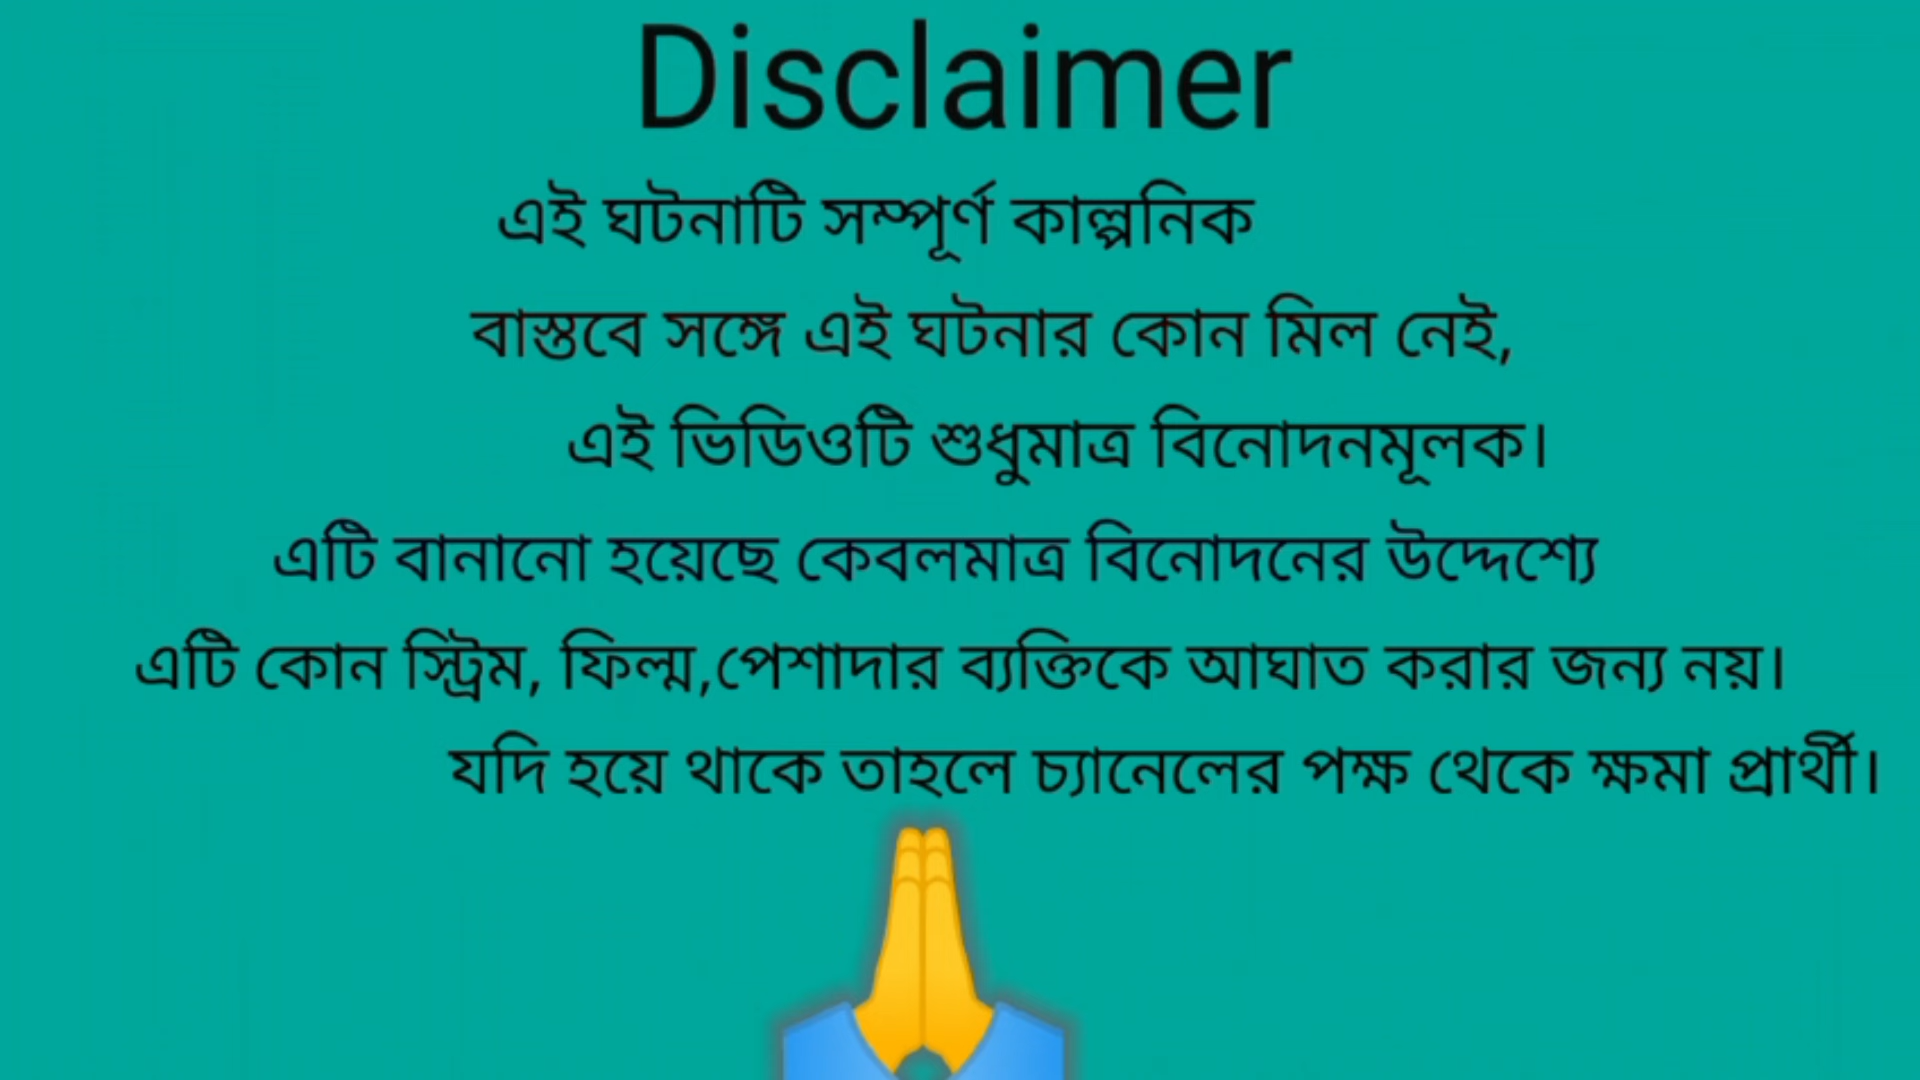 Disclaimer
এই ঘটনাটি সম্পূর্ণ কাল্পনিক
বাস্তবে সঙ্গে এই ঘটনার কোন মিল নেই,
এই ভিডিওটি শুধুমাত্র বিনোদনমূলক।
এটি বানানো হয়েছে কেবলমাত্র বিনোদনের উদ্দেশ্যে
এটি কোন স্ট্রিম, ফিল্ম,পেশাদার ব্যক্তিকে আঘাত করার জন্য নয়।
যদি হয়ে থাকে তাহলে চ্যানেলের পক্ষ থেকে ক্ষমা প্রার্থী।